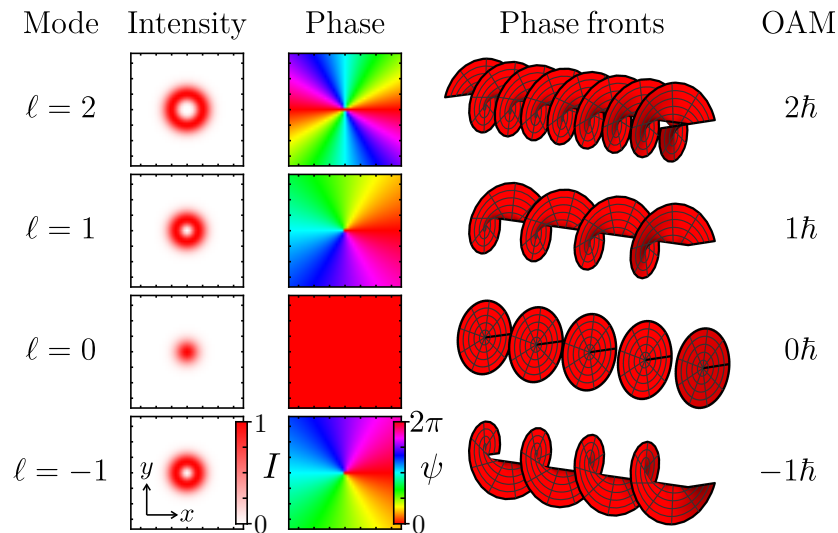 Mode Intensity Phase Phase fronts OAM
ℓ = 2 2ħ
ℓ = 1 1ħ
ℓ = 0 0ħ
ℓ = −1 y x 1 I 0 2π ψ 0 −1ħ